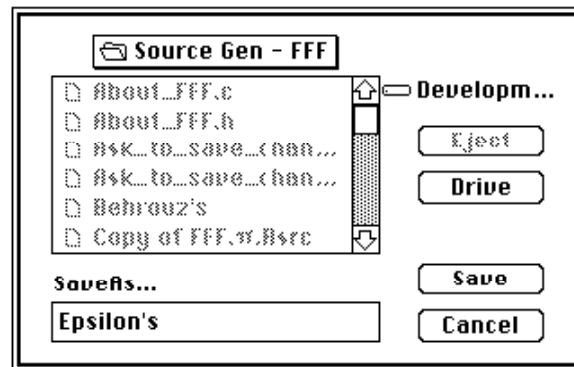 Source Gen - FFF
About_FFF.c
About_FFF.h
Ask_to_save_chan...
Ask_to_save_chan...
Behrouz's
Copy of FFF.π.Rsrc
Developm...
Eject
Drive
SaveAs...
Epsilon's
Save
Cancel